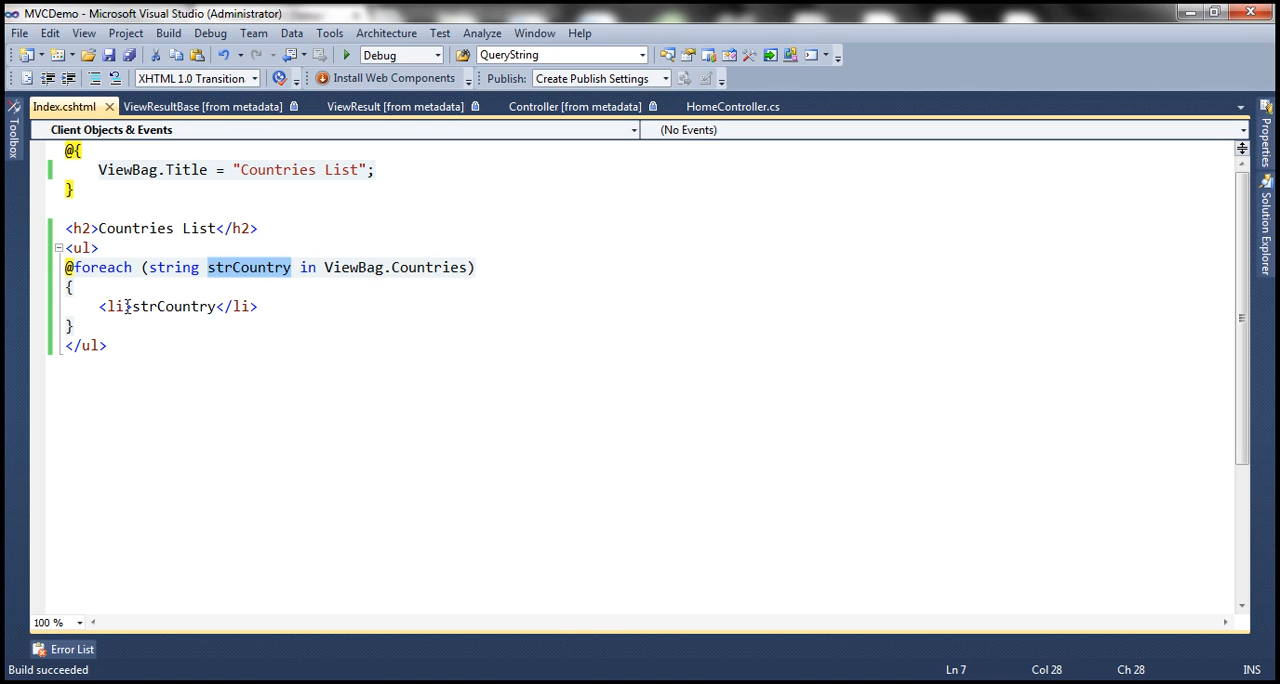 MVCDemo - Microsoft Visual Studio (Administrator)
File Edit View Project Build Debug Team Data Tools Architecture Test Analyze Window Help
Debug QueryString
XHTML 1.0 Transition Install Web Components Publish: Create Publish Settings
Index.cshtml ViewResultBase [from metadata] ViewResult [from metadata] Controller [from metadata] HomeController.cs
Client Objects & Events (No Events)
@{
ViewBag.Title = "Countries List";
}
<h2>Countries List</h2>
<ul>
@foreach (string strCountry in ViewBag.Countries)
{
<li>strCountry</li>
}
</ul>
Toolbox
Properties
Solution Explorer
100 %
Error List
Build succeeded Ln 7 Col 28 Ch 28 INS